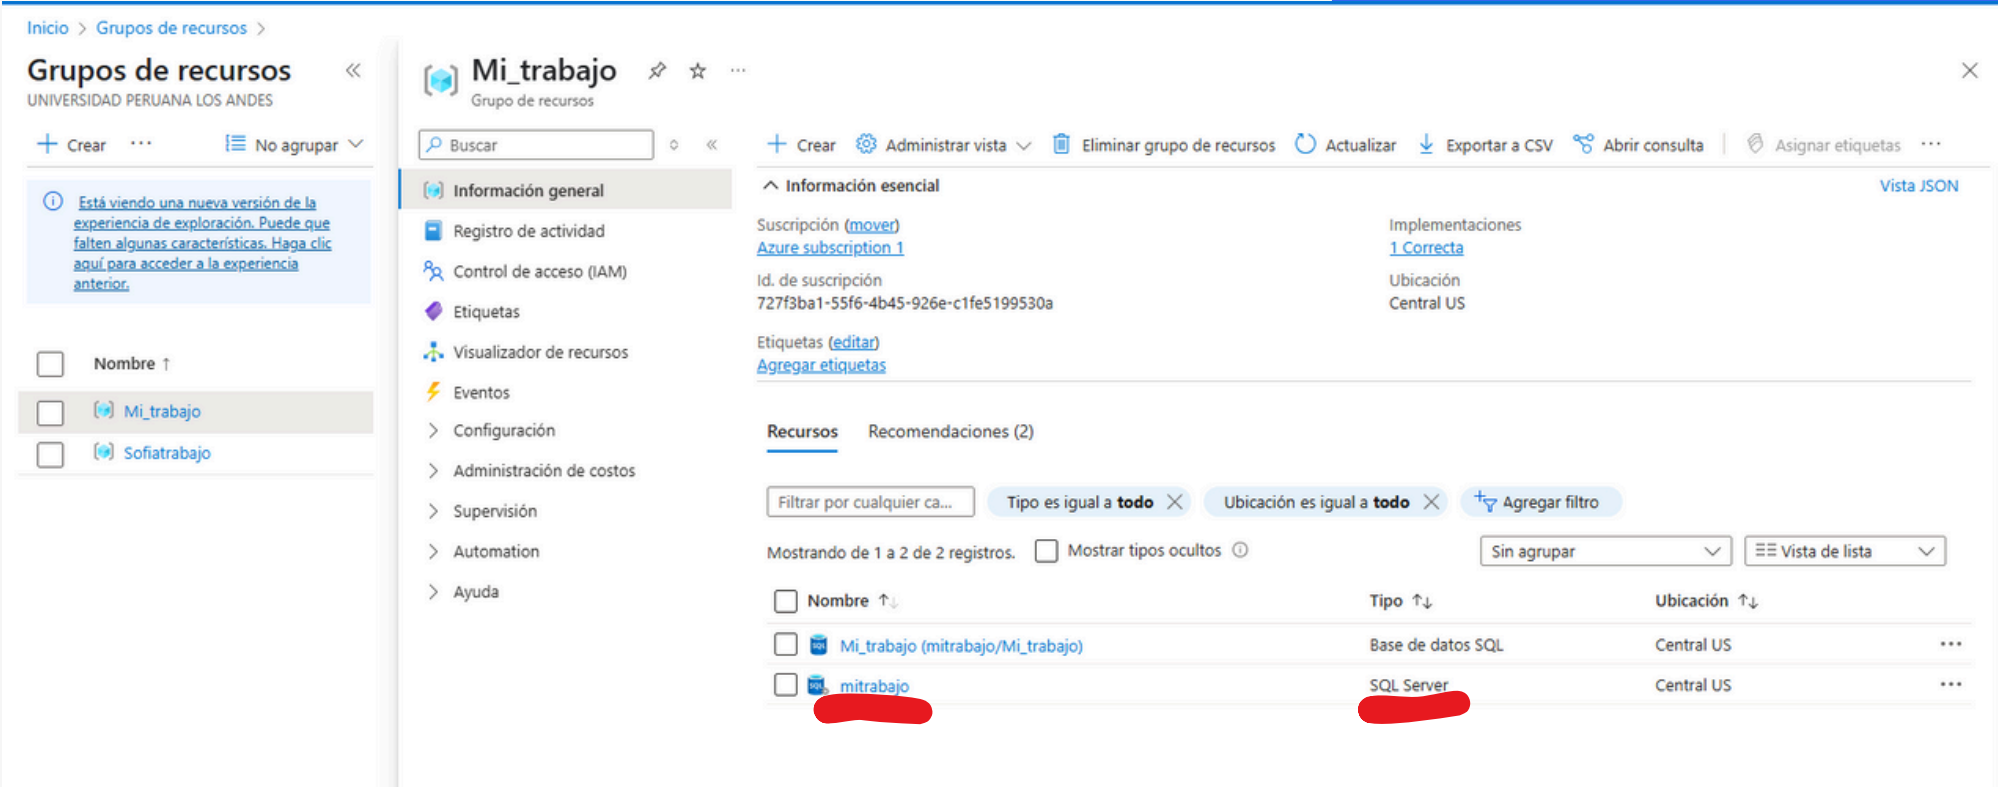 Inicio > Grupos de recursos >
Grupos de recursos «
UNIVERSIDAD PERUANA LOS ANDES
+ Crear ··· No agrupar
Está viendo una nueva versión de la
experiencia de exploración. Puede que
falten algunas características. Haga clic
aquí para acceder a la experiencia
anterior.
Nombre ↑
Mi_trabajo
Sofiatrabajo
Mi_trabajo ···
Grupo de recursos
Buscar «
Información general
Registro de actividad
Control de acceso (IAM)
Etiquetas
Visualizador de recursos
Eventos
> Configuración
> Administración de costos
> Supervisión
> Automation
> Ayuda
+ Crear Administrar vista Eliminar grupo de recursos Actualizar Exportar a CSV Abrir consulta Asignar etiquetas ···
Información esencial Vista JSON
Suscripción (mover)
Azure subscription 1
Id. de suscripción
727f3ba1-55f6-4b45-926e-c1fe5199530a
Etiquetas (editar)
Agregar etiquetas
Implementaciones
1 Correcta
Ubicación
Central US
Recursos Recomendaciones (2)
Filtrar por cualquier ca... Tipo es igual a todo Ubicación es igual a todo Agregar filtro
Mostrando de 1 a 2 de 2 registros. Mostrar tipos ocultos Sin agrupar Vista de lista
Nombre ↑↓ Tipo ↑↓ Ubicación ↑↓
SQL Mi_trabajo (mitrabajo/Mi_trabajo) Base de datos SQL Central US ···
SQL mitrabajo SQL Server Central US ···